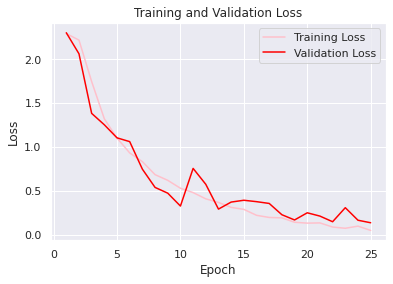 Training and Validation Loss
Training Loss
Validation Loss
2.0
1.5
1.0
0.5
0.0
Loss
0 5 10 15 20 25
Epoch